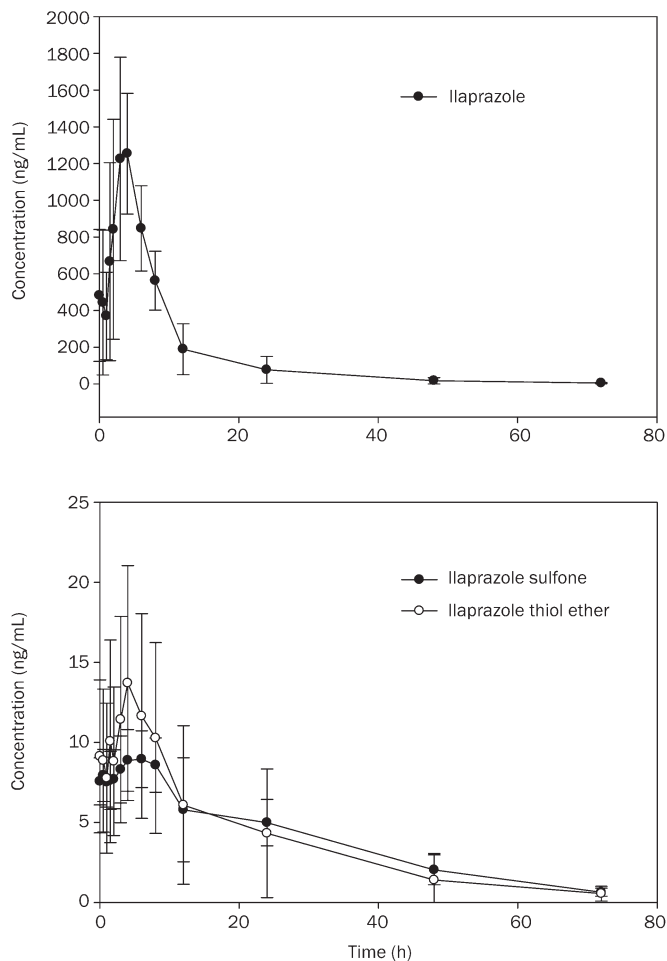 2000
1800
1600
1400
1200
1000
800
600
400
200
0
Concentration (ng/mL)
Ilaprazole
0 20 40 60 80
25
20
15
10
5
0
Concentration (ng/mL)
Ilaprazole sulfone
Ilaprazole thiol ether
0 20 40 60 80
Time (h)